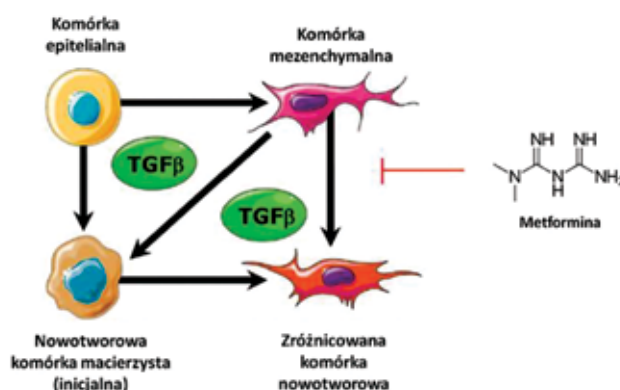 Komórka
epitelialna
Komórka
mezenchymalna
TGFβ
TGFβ
NH
NH
N
N
H
NH₂
Metformina
Nowotworowa
komórka macierzysta
(inicjalna)
Zróżnicowana
komórka
nowotworowa